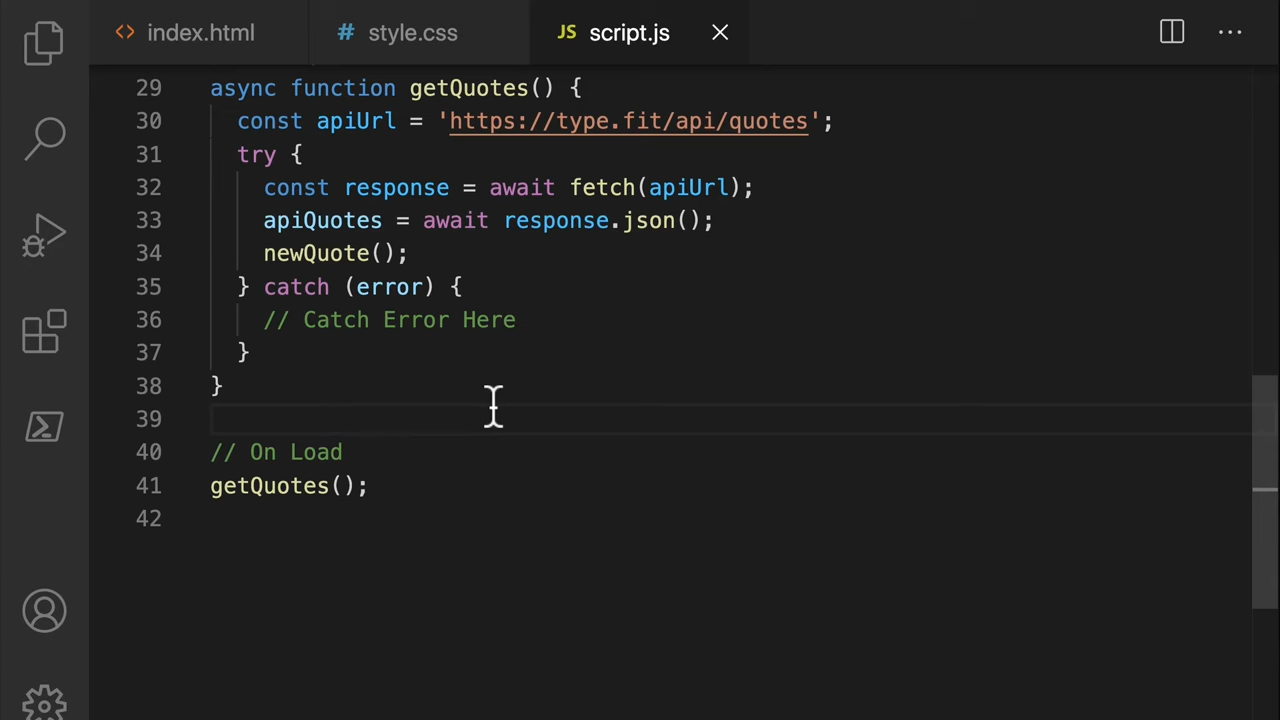 index.html
# style.css
JS script.js
29 async function getQuotes() {
30 const apiUrl = 'https://type.fit/api/quotes';
31 try {
32 const response = await fetch(apiUrl);
33 apiQuotes = await response.json();
34 newQuote();
35 } catch (error) {
36 // Catch Error Here
37 }
38 }
39
40 // On Load
41 getQuotes();
42